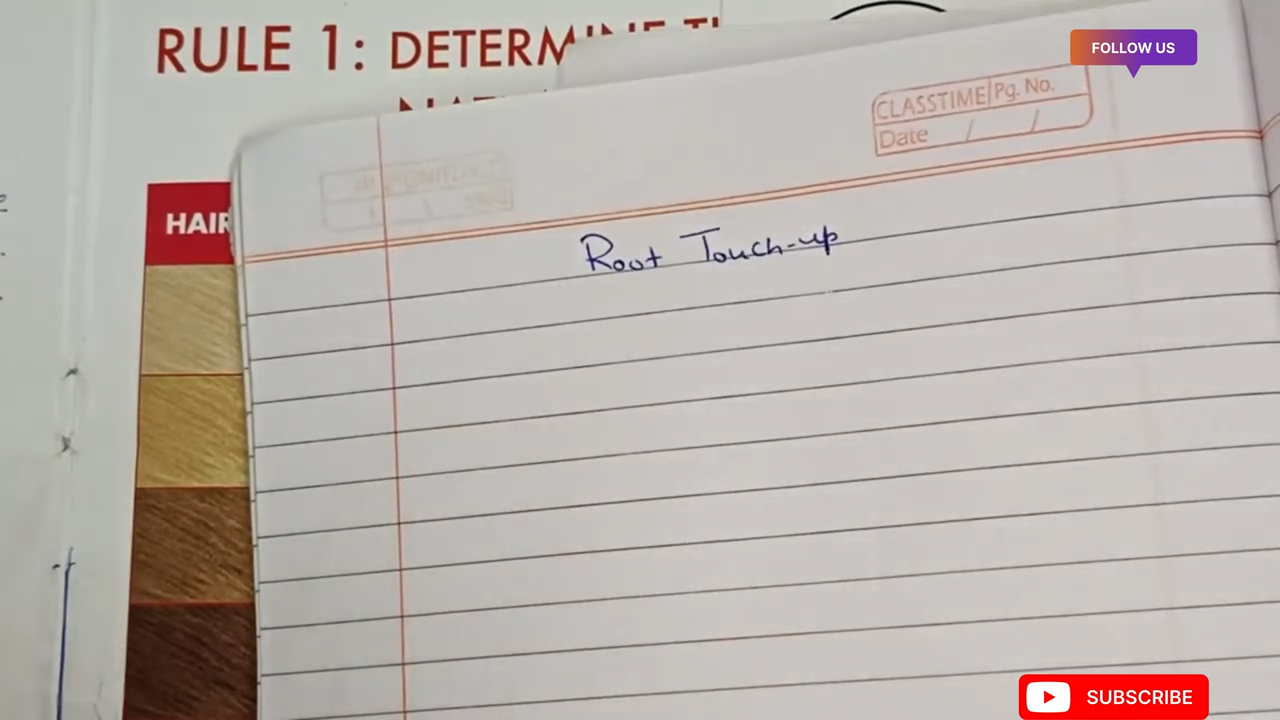 RULE 1: DETERM
FOLLOW US
CLASSTIME Pg. No.
Date / /
HAIR
Root Touch-up
SUBSCRIBE